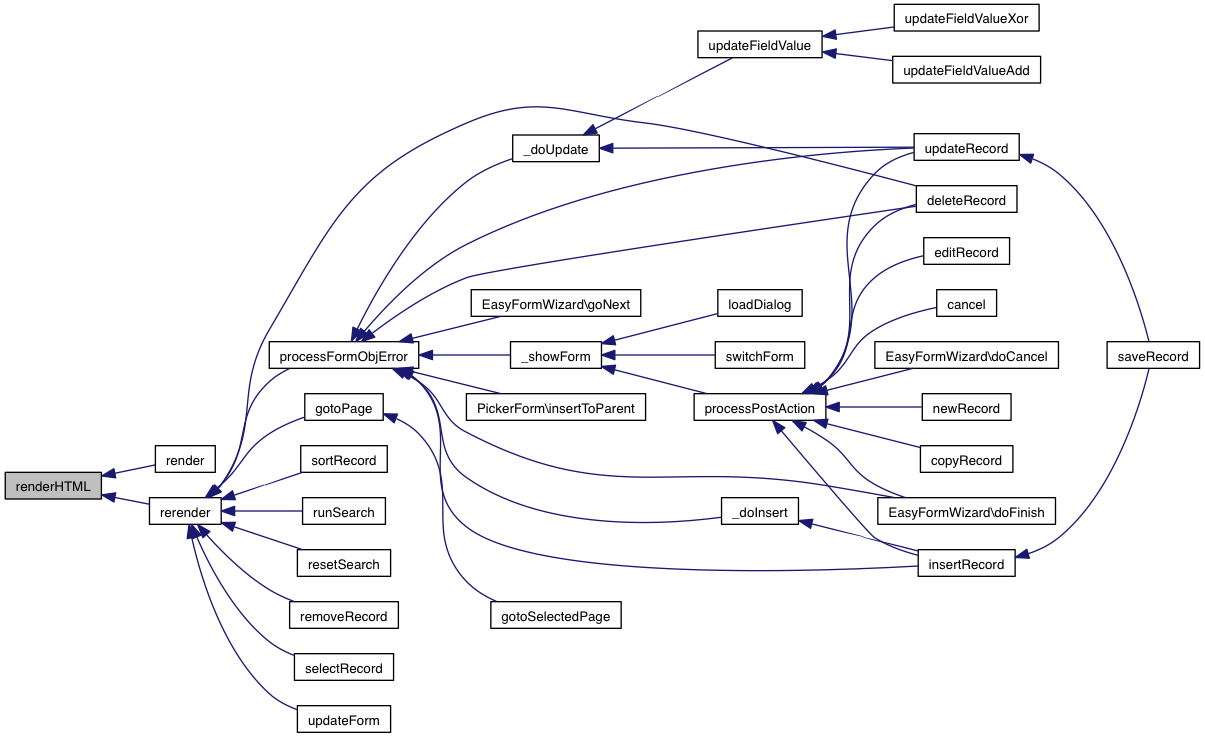 updateFieldValueXor
updateFieldValue
updateFieldValueAdd
_doUpdate
updateRecord
deleteRecord
editRecord
EasyFormWizard\goNext
loadDialog
cancel
processFormObjError
_showForm
switchForm
EasyFormWizard\doCancel
saveRecord
gotoPage
PickerForm\insertToParent
processPostAction
newRecord
render
sortRecord
copyRecord
renderHTML
rerender
runSearch
_doInsert
EasyFormWizard\doFinish
resetSearch
insertRecord
removeRecord
gotoSelectedPage
selectRecord
updateForm